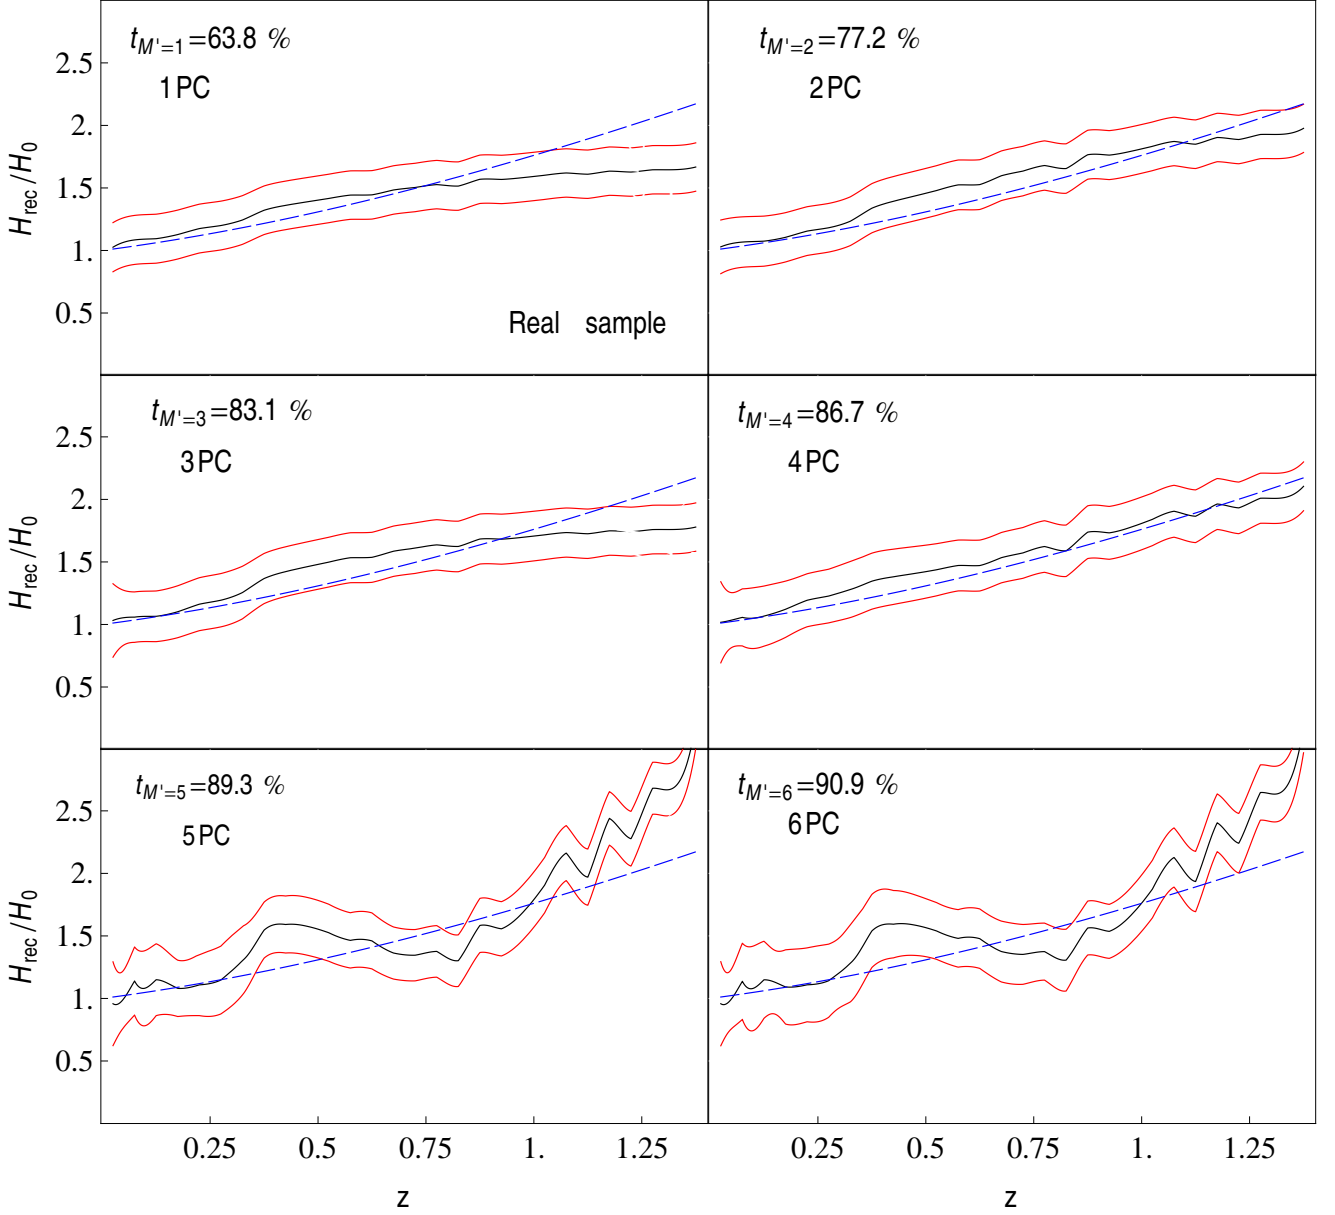 t_{M'=1}=63.8 %
1PC
2.5
2.
1.5
1.
0.5
H_rec/H_0
Real sample
t_{M'=2}=77.2 %
2PC
t_{M'=3}=83.1 %
3PC
2.5
2.
1.5
1.
0.5
H_rec/H_0
t_{M'=4}=86.7 %
4PC
t_{M'=5}=89.3 %
5PC
2.5
2.
1.5
1.
0.5
H_rec/H_0
t_{M'=6}=90.9 %
6PC
0.25 0.5 0.75 1. 1.25
z
0.25 0.5 0.75 1. 1.25
z